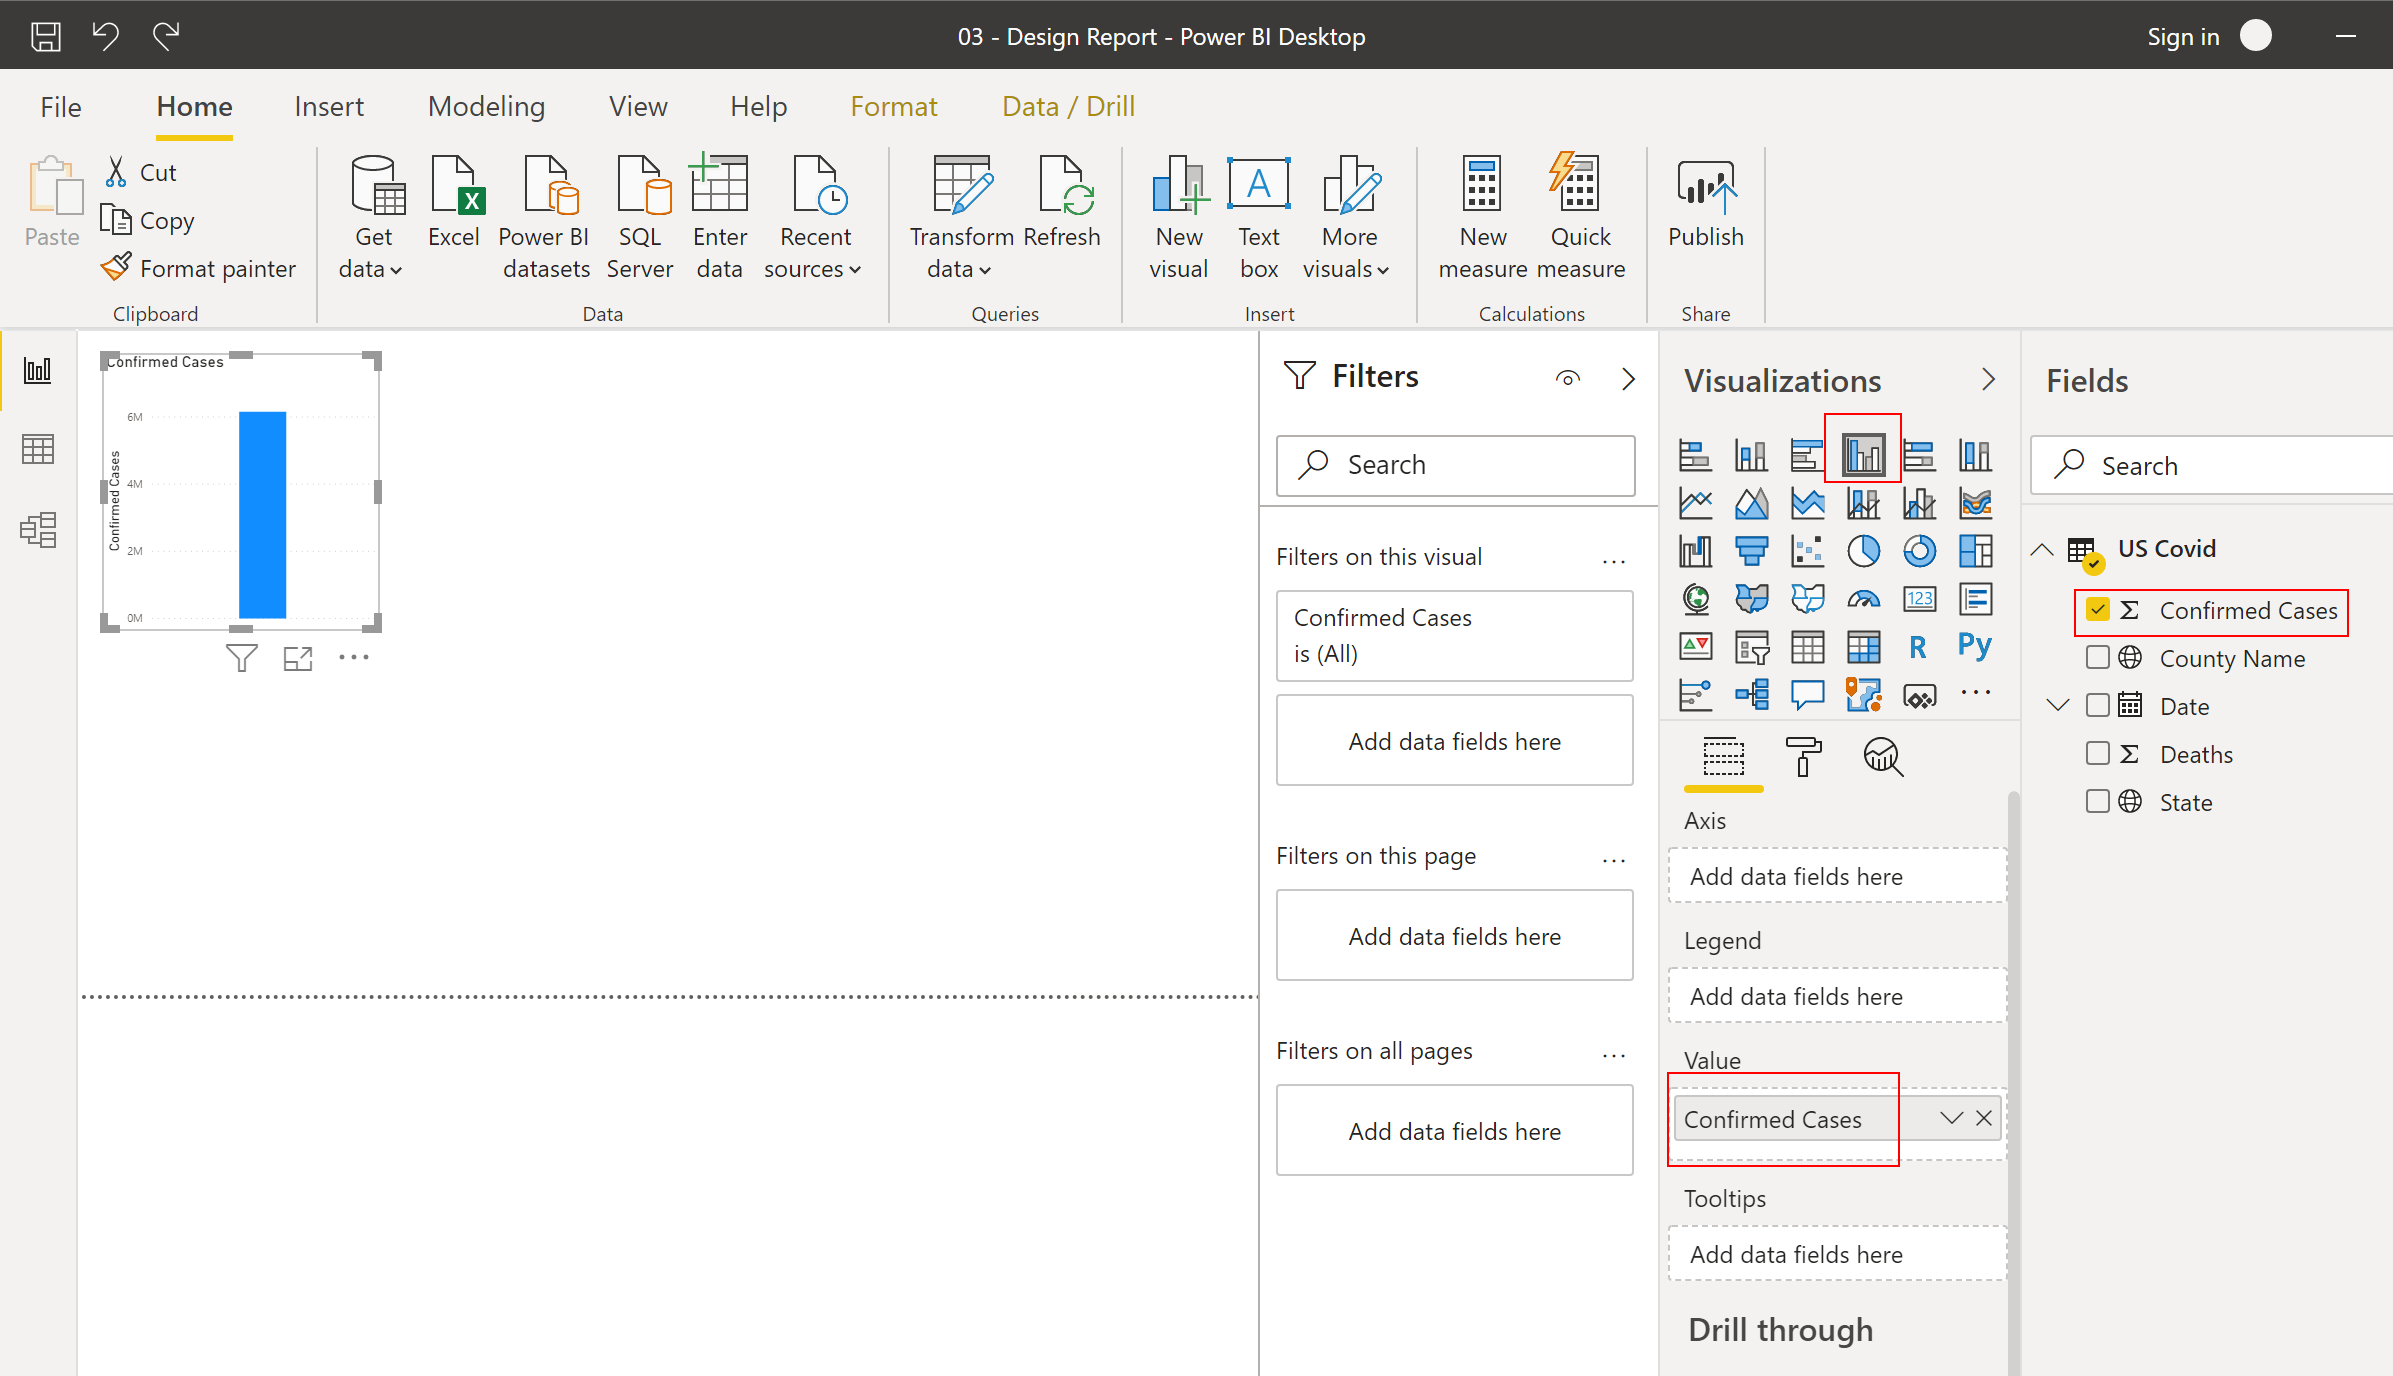 03 - Design Report - Power BI Desktop
Sign in
File
Home
Insert
Modeling
View
Help
Format
Data / Drill
Paste
Cut
Copy
Format painter
Clipboard
Get
data
Excel
Power BI
datasets
SQL
Server
Enter
data
Recent
sources
Data
Transform
data
Refresh
Queries
New
visual
A
Text
box
More
visuals
Insert
New
measure
Quick
measure
Calculations
Publish
Share
Confirmed Cases
Confirmed Cases
6M
4M
2M
0M
Filters
Search
Filters on this visual
Confirmed Cases
is (All)
Add data fields here
Filters on this page
Add data fields here
Filters on all pages
Add data fields here
Visualizations
123
R
Py
Axis
Add data fields here
Legend
Add data fields here
Value
Confirmed Cases
Tooltips
Add data fields here
Drill through
Fields
Search
US Covid
Σ Confirmed Cases
County Name
Date
Σ Deaths
State